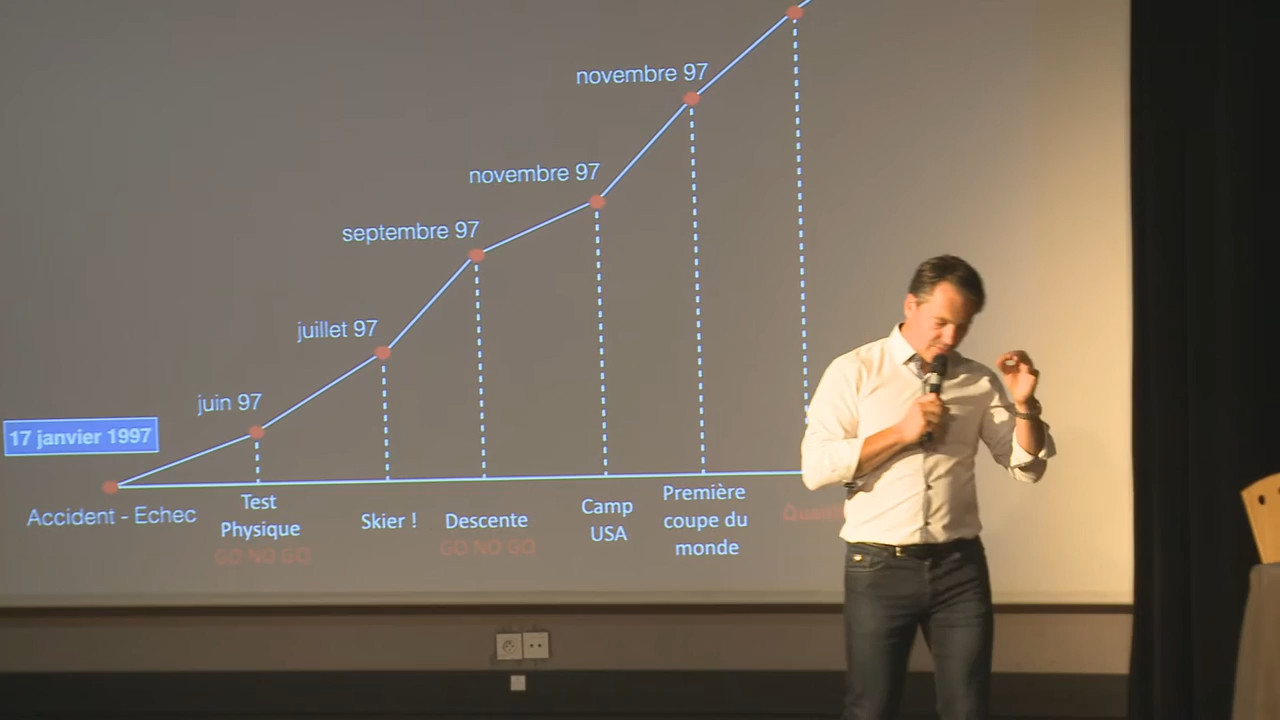 novembre 97
novembre 97
septembre 97
juillet 97
juin 97
17 janvier 1997
Accident - Echec
Test
Physique
GO NO GO
Skier !
Descente
GO NO GO
Camp
USA
Première
coupe du
monde